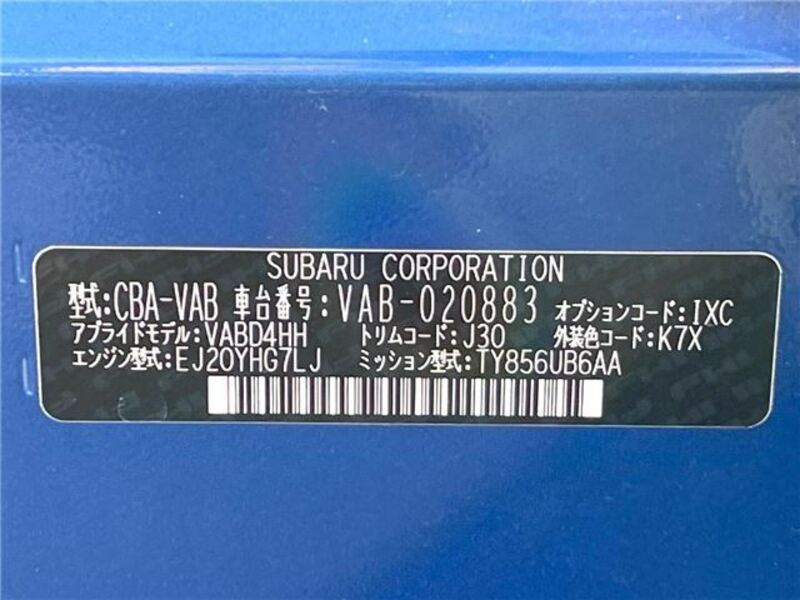 SUBARU CORPORATION
型式:CBA-VAB 車台番号:VAB-020883 オプションコード:IXC
アプライドモデル:VABD4HH トリムコード:J30 外装色コード:K7X
エンジン型式:EJ20YHG7LJ ミッション型式:TY856UB6AA